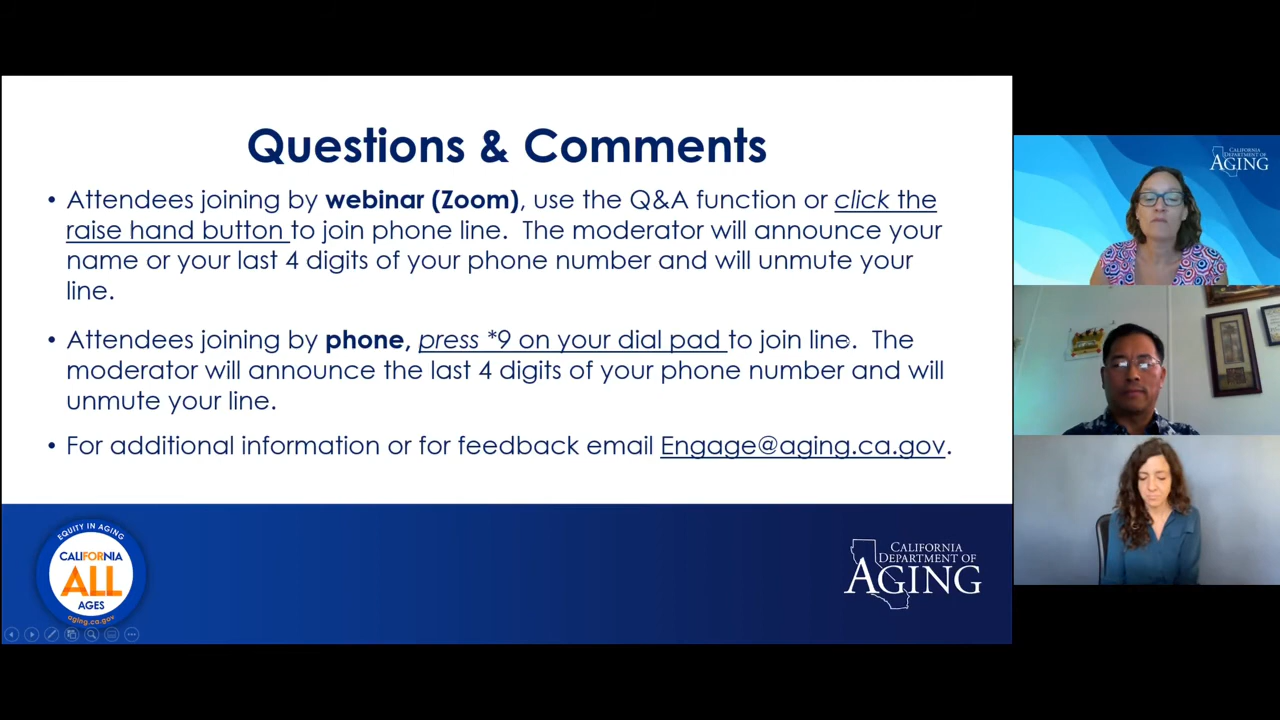 Questions & Comments
• Attendees joining by webinar (Zoom), use the Q&A function or click the
raise hand button to join phone line.  The moderator will announce your
name or your last 4 digits of your phone number and will unmute your
line.
• Attendees joining by phone, press *9 on your dial pad to join line.  The
moderator will announce the last 4 digits of your phone number and will
unmute your line.
• For additional information or for feedback email Engage@aging.ca.gov.
EQUITY IN AGING
CALIFORNIA
ALL
AGES
aging.ca.gov
CALIFORNIA
DEPARTMENT OF
AGING
CALIFORNIA
DEPARTMENT OF
AGING